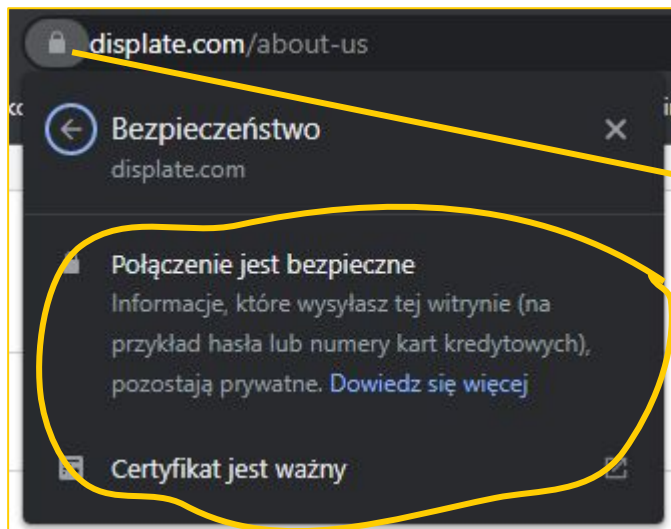 displate.com/about-us
Bezpieczeństwo
displate.com
Połączenie jest bezpieczne
Informacje, które wysyłasz tej witrynie (na
przykład hasła lub numery kart kredytowych),
pozostają prywatne. Dowiedz się więcej
Certyfikat jest ważny